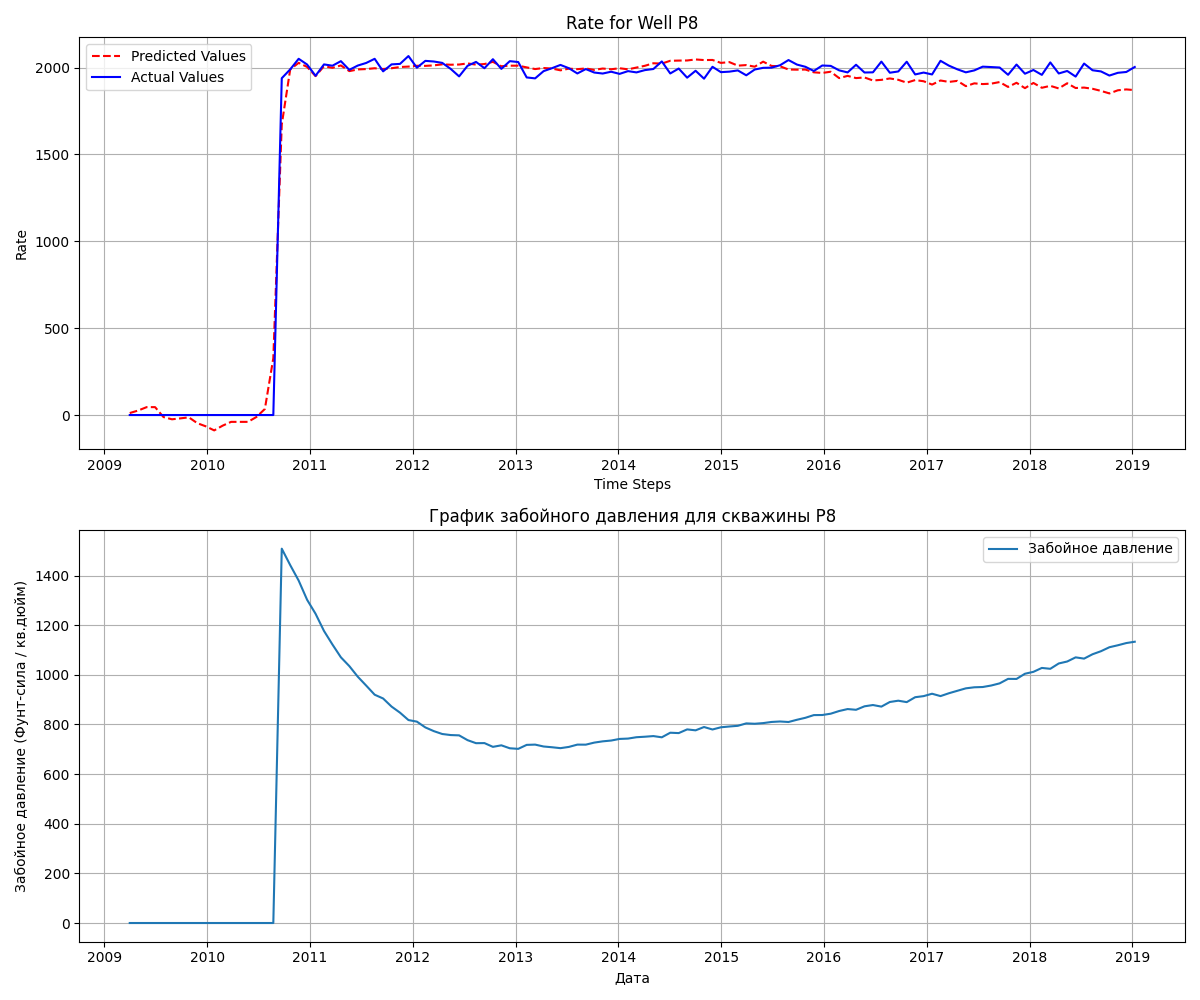 Rate for Well P8
Predicted Values
Actual Values
Rate
2000
1500
1000
500
0
2009 2010 2011 2012 2013 2014 2015 2016 2017 2018 2019
Time Steps
График забойного давления для скважины P8
Забойное давление
Забойное давление (Фунт-сила / кв.дюйм)
1400
1200
1000
800
600
400
200
0
2009 2010 2011 2012 2013 2014 2015 2016 2017 2018 2019
Дата